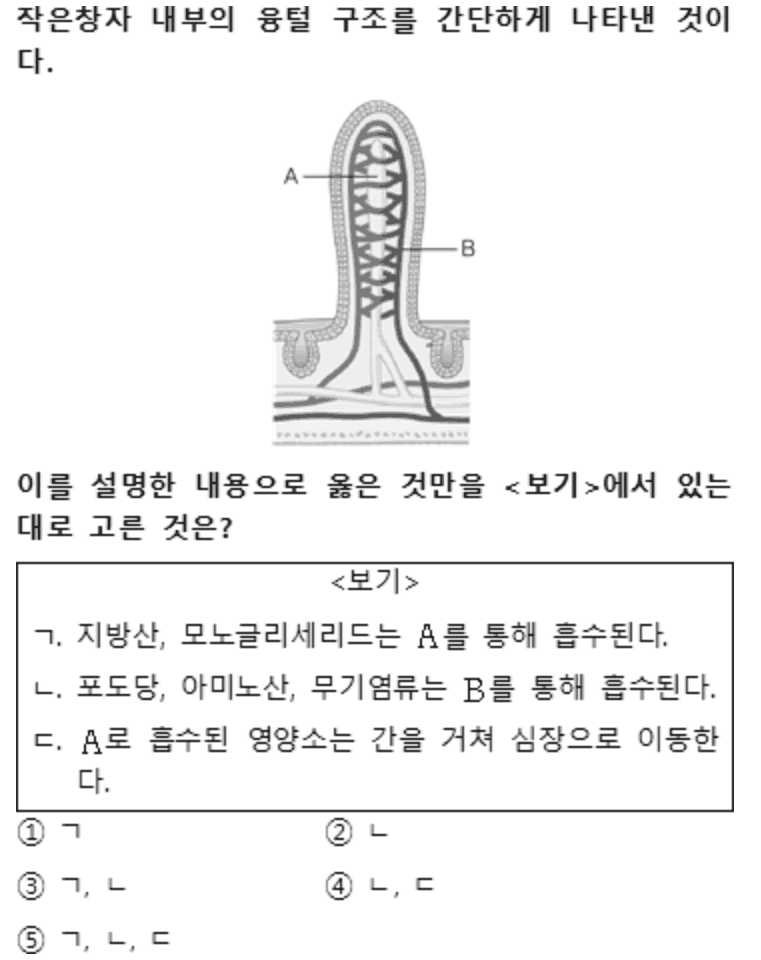 작은창자 내부의 융털 구조를 간단하게 나타낸 것이
다.
A
B
이를 설명한 내용으로 옳은 것만을 <보기>에서 있는
대로 고른 것은?
<보기>
ㄱ. 지방산, 모노글리세리드는 A를 통해 흡수된다.
ㄴ. 포도당, 아미노산, 무기염류는 B를 통해 흡수된다.
ㄷ. A로 흡수된 영양소는 간을 거쳐 심장으로 이동한
다.
① ㄱ ② ㄴ
③ ㄱ, ㄴ ④ ㄴ, ㄷ
⑤ ㄱ, ㄴ, ㄷ